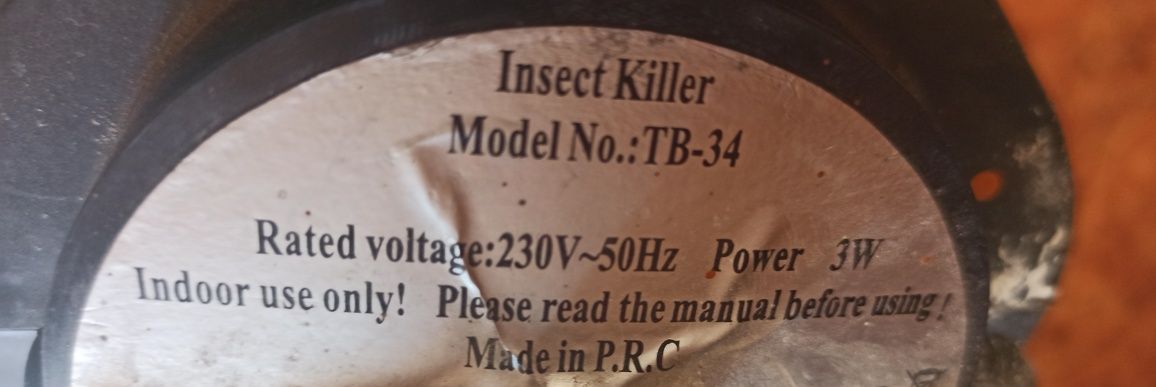 Insect Killer
Model No.:TB-34
Rated voltage:230V~50Hz Power 3W
Indoor use only! Please read the manual before using!
Made in P.R.C